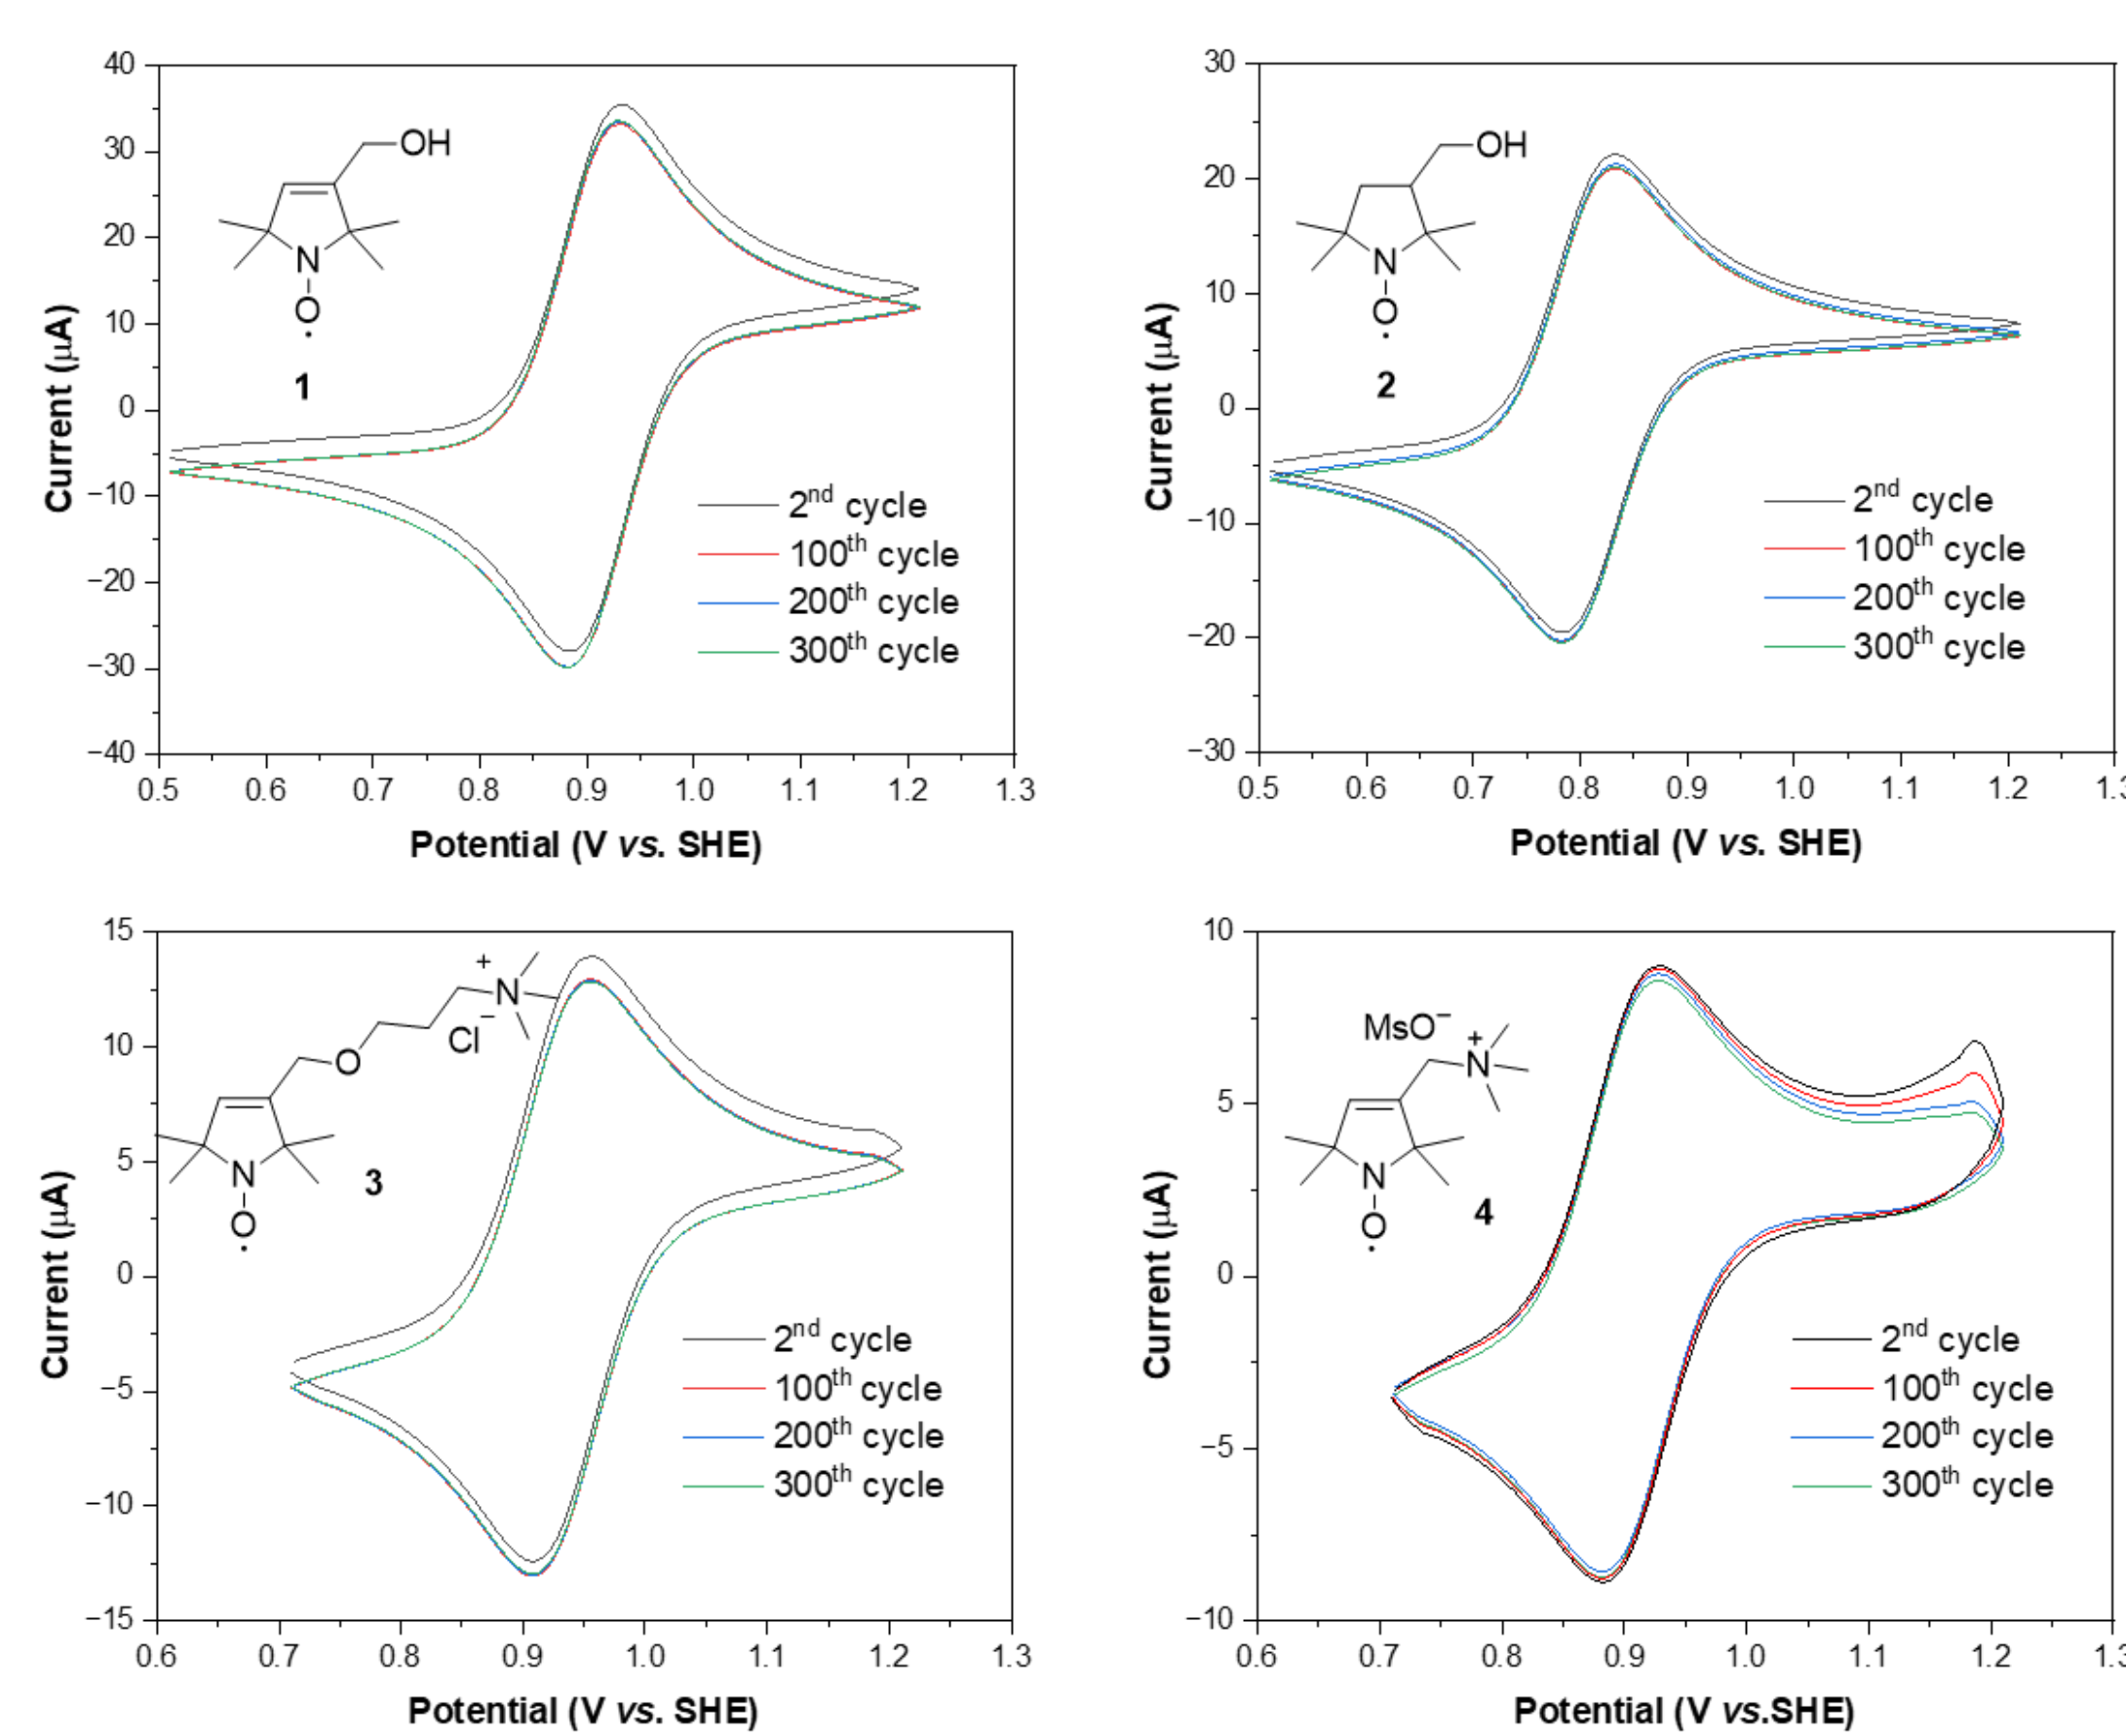 40
30
20
10
0
−10
−20
−30
−40
Current (µA)
OH
N
O·
1
2nd cycle
100th cycle
200th cycle
300th cycle
0.5 0.6 0.7 0.8 0.9 1.0 1.1 1.2 1.3
Potential (V vs. SHE)
30
20
10
0
−10
−20
−30
Current (µA)
OH
N
O·
2
2nd cycle
100th cycle
200th cycle
300th cycle
0.5 0.6 0.7 0.8 0.9 1.0 1.1 1.2
Potential (V vs. SHE)
15
10
5
0
−5
−10
−15
Current (µA)
+
N
Cl−
O
N
O·
3
2nd cycle
100th cycle
200th cycle
300th cycle
0.6 0.7 0.8 0.9 1.0 1.1 1.2 1.3
Potential (V vs. SHE)
10
5
0
−5
−10
Current (µA)
MsO−
+
N
N
O·
4
2nd cycle
100th cycle
200th cycle
300th cycle
0.6 0.7 0.8 0.9 1.0 1.1 1.2
Potential (V vs.SHE)